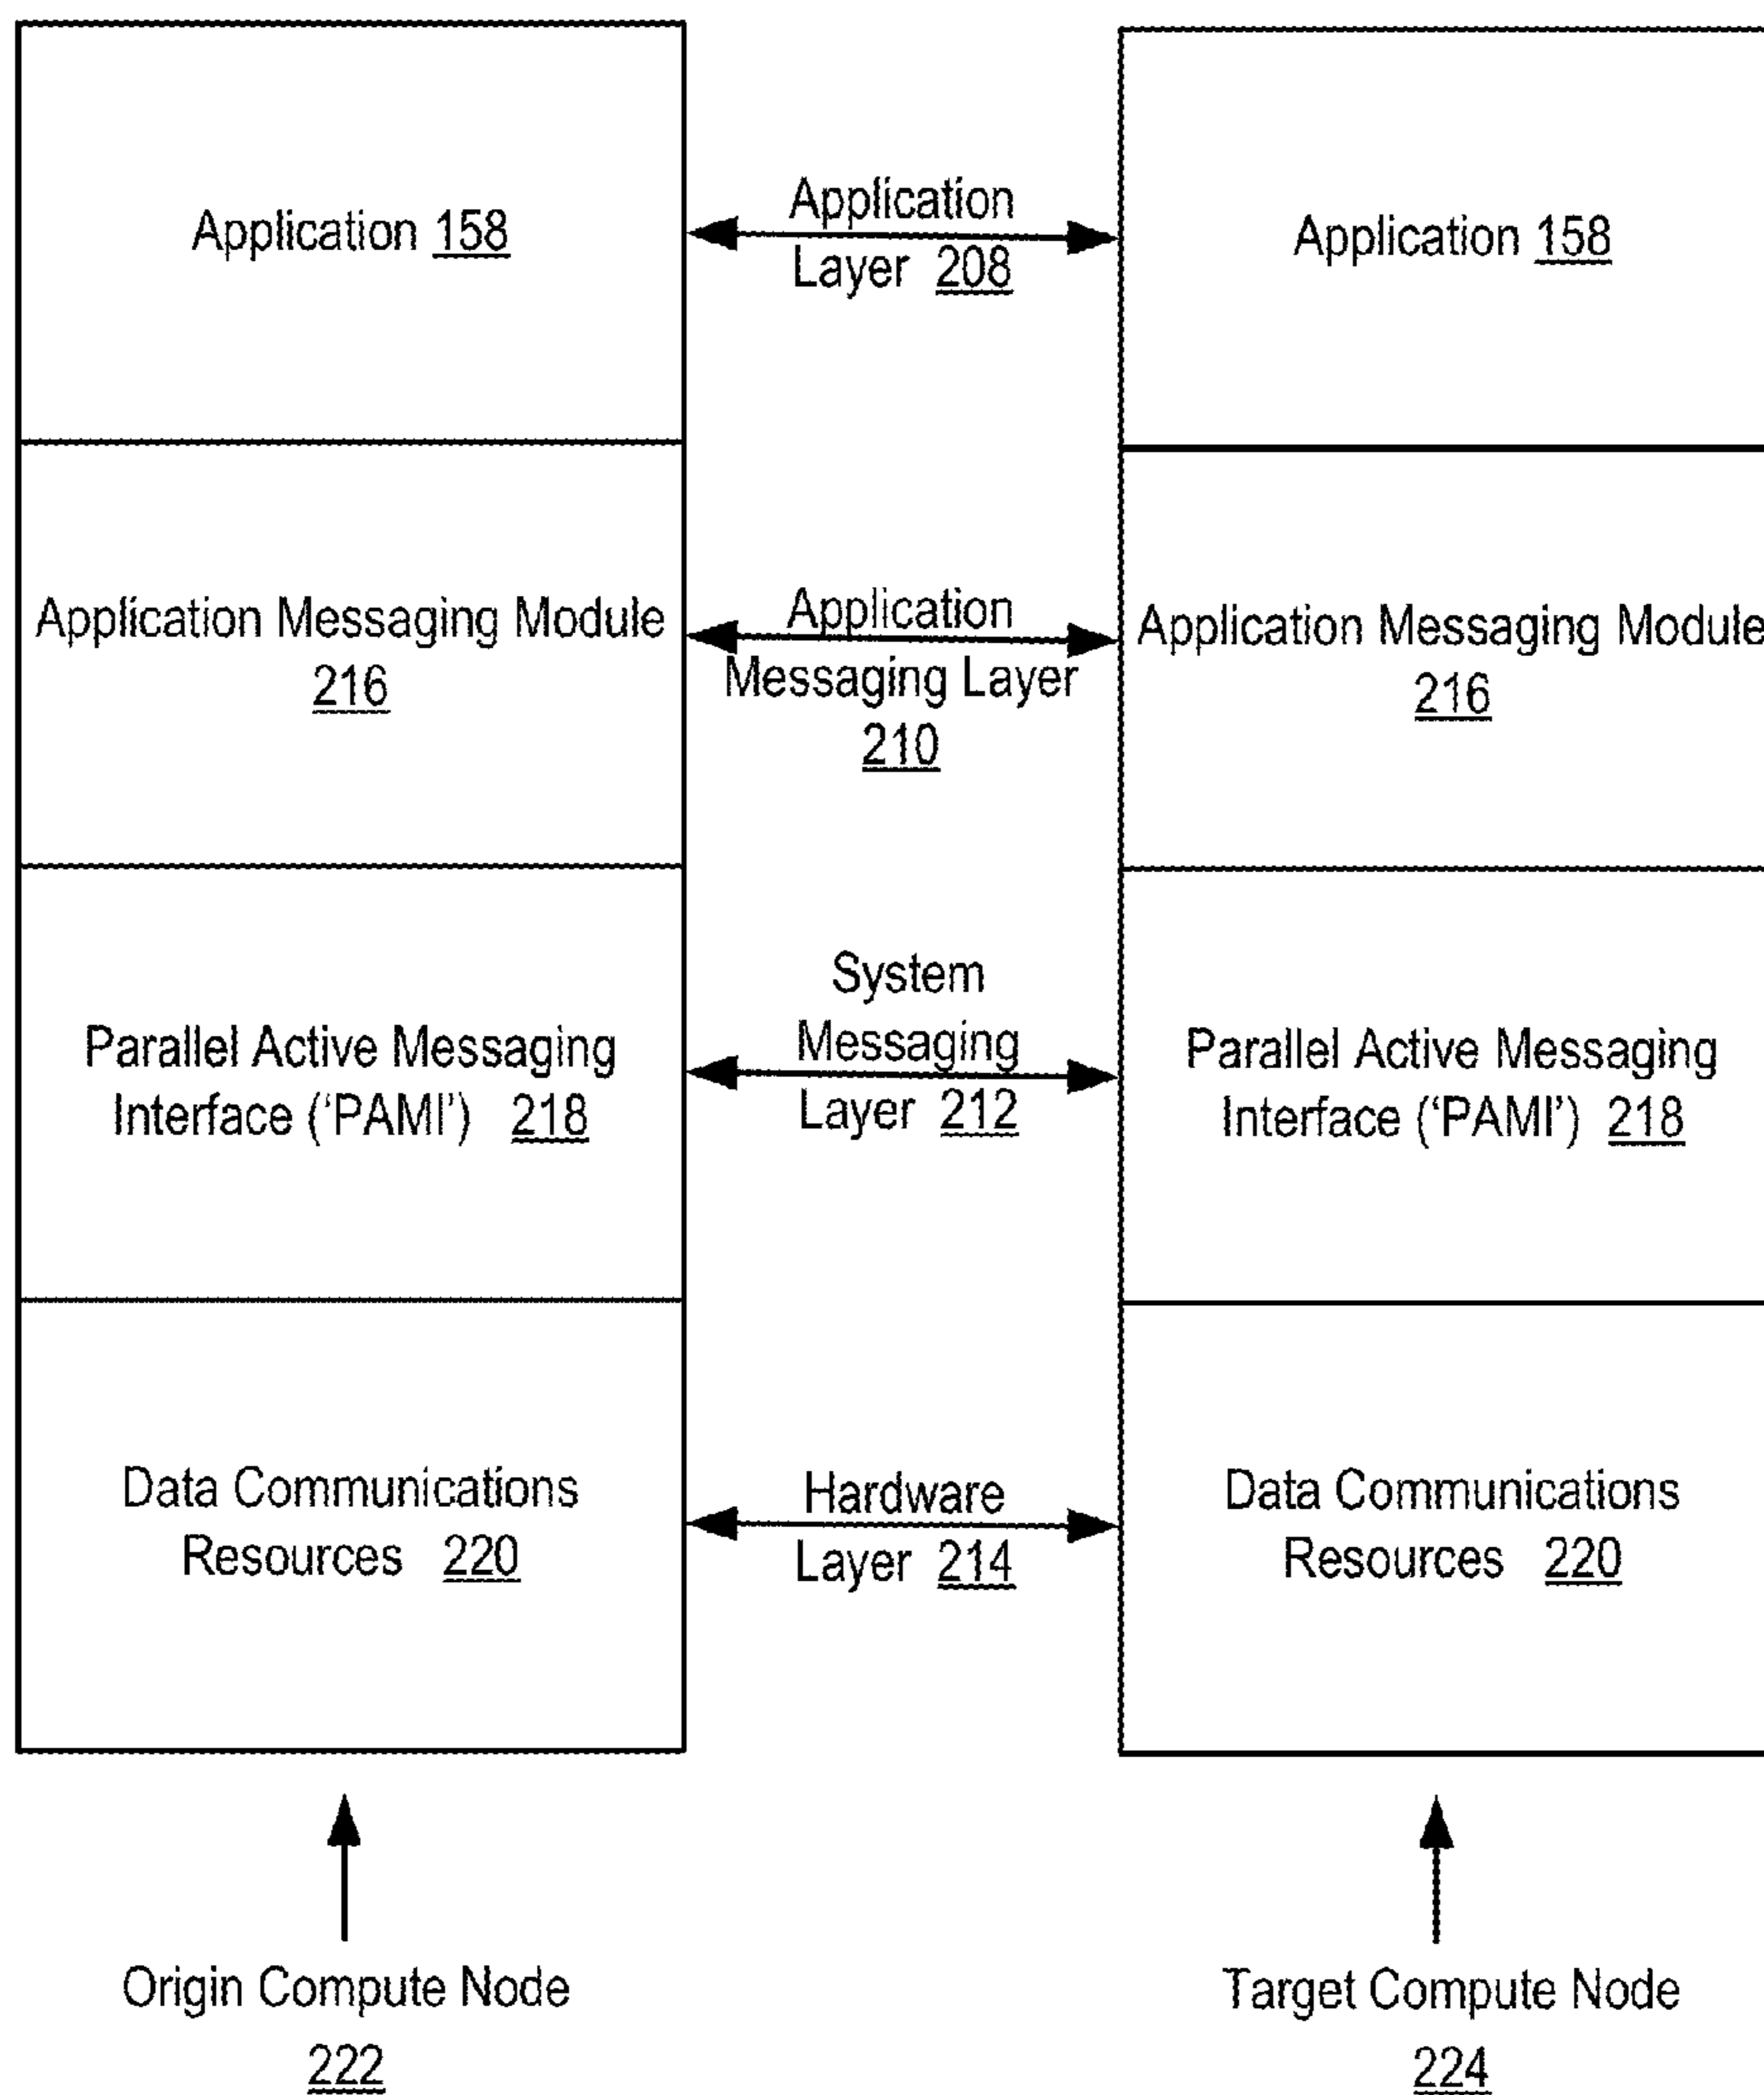 Application 158
Application
Layer 208
Application 158
Application Messaging Module
216
Application
Messaging Layer
210
Application Messaging Module
216
Parallel Active Messaging
Interface (‘PAMI’) 218
System
Messaging
Layer 212
Parallel Active Messaging
Interface (‘PAMI’) 218
Data Communications
Resources 220
Hardware
Layer 214
Data Communications
Resources 220
Origin Compute Node
222
Target Compute Node
224